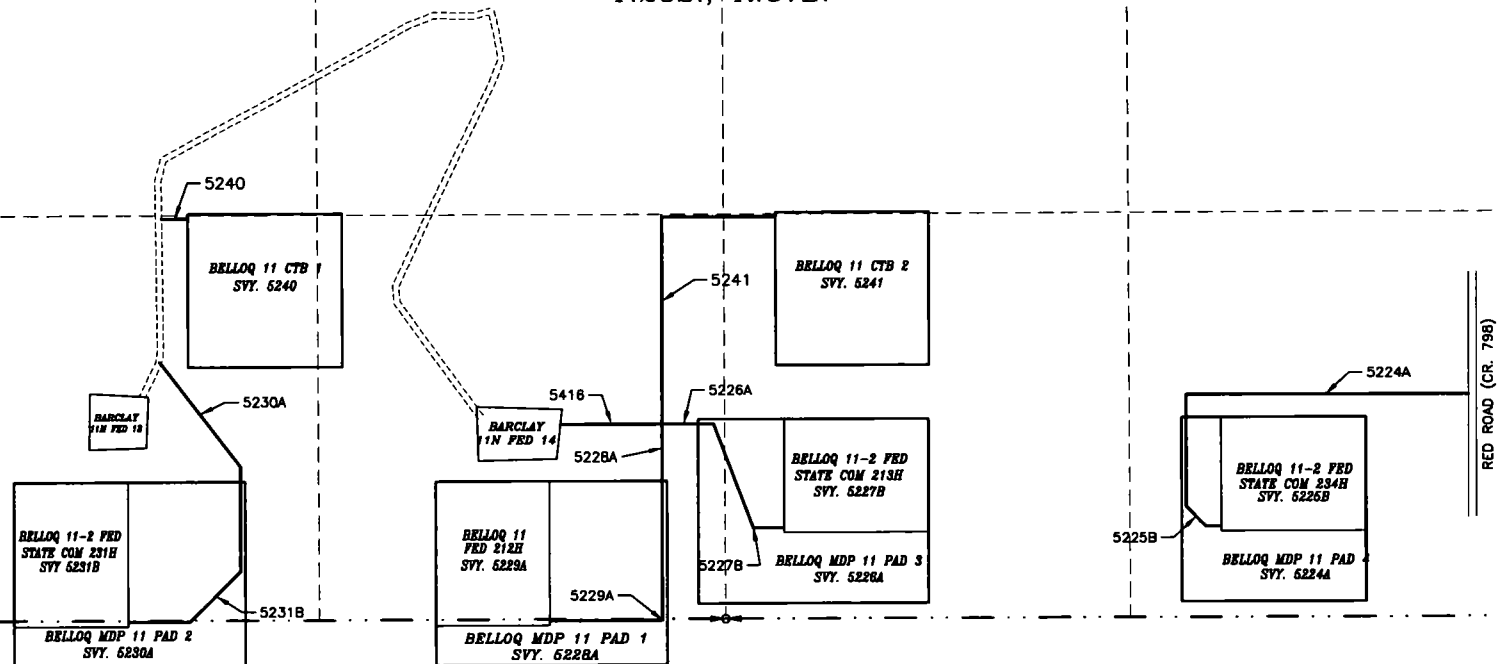 5240
BELLOQ 11 CTB 1
SVY. 5240
5241
BELLOQ 11 CTB 2
SVY. 5241
RED ROAD (CR. 798)
5230A
BARCLAY
11N FED 13
5416
5226A
5224A
BARCLAY
11N FED 14
5228A
BELLOQ 11-2 FED
STATE COM 213H
SVY. 5227B
BELLOQ 11-2 FED
STATE COM 234H
SVY. 5225B
BELLOQ 11-2 FED
STATE COM 231H
SVY 5231B
BELLOQ 11
FED 212H
SVY. 5229A
5225B
5227B
BELLOQ MDP 11 PAD 3
SVY. 5226A
BELLOQ MDP 11 PAD 4
SVY. 5224A
5231B
5229A
BELLOQ MDP 11 PAD 2
SVY. 5230A
BELLOQ MDP 11 PAD 1
SVY. 5228A